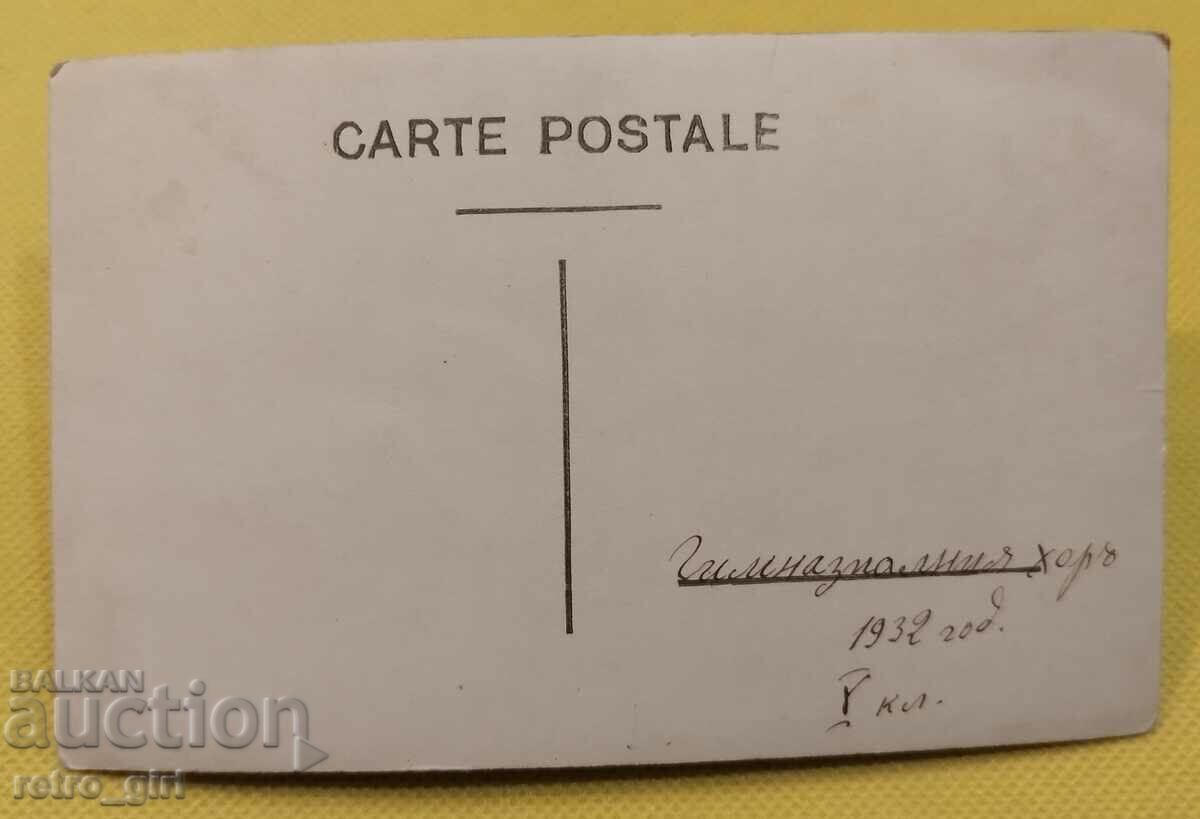 CARTE POSTALE
Гимназиалния хоръ
1932 год.
V кл.
BALKAN
auction
retro_girl